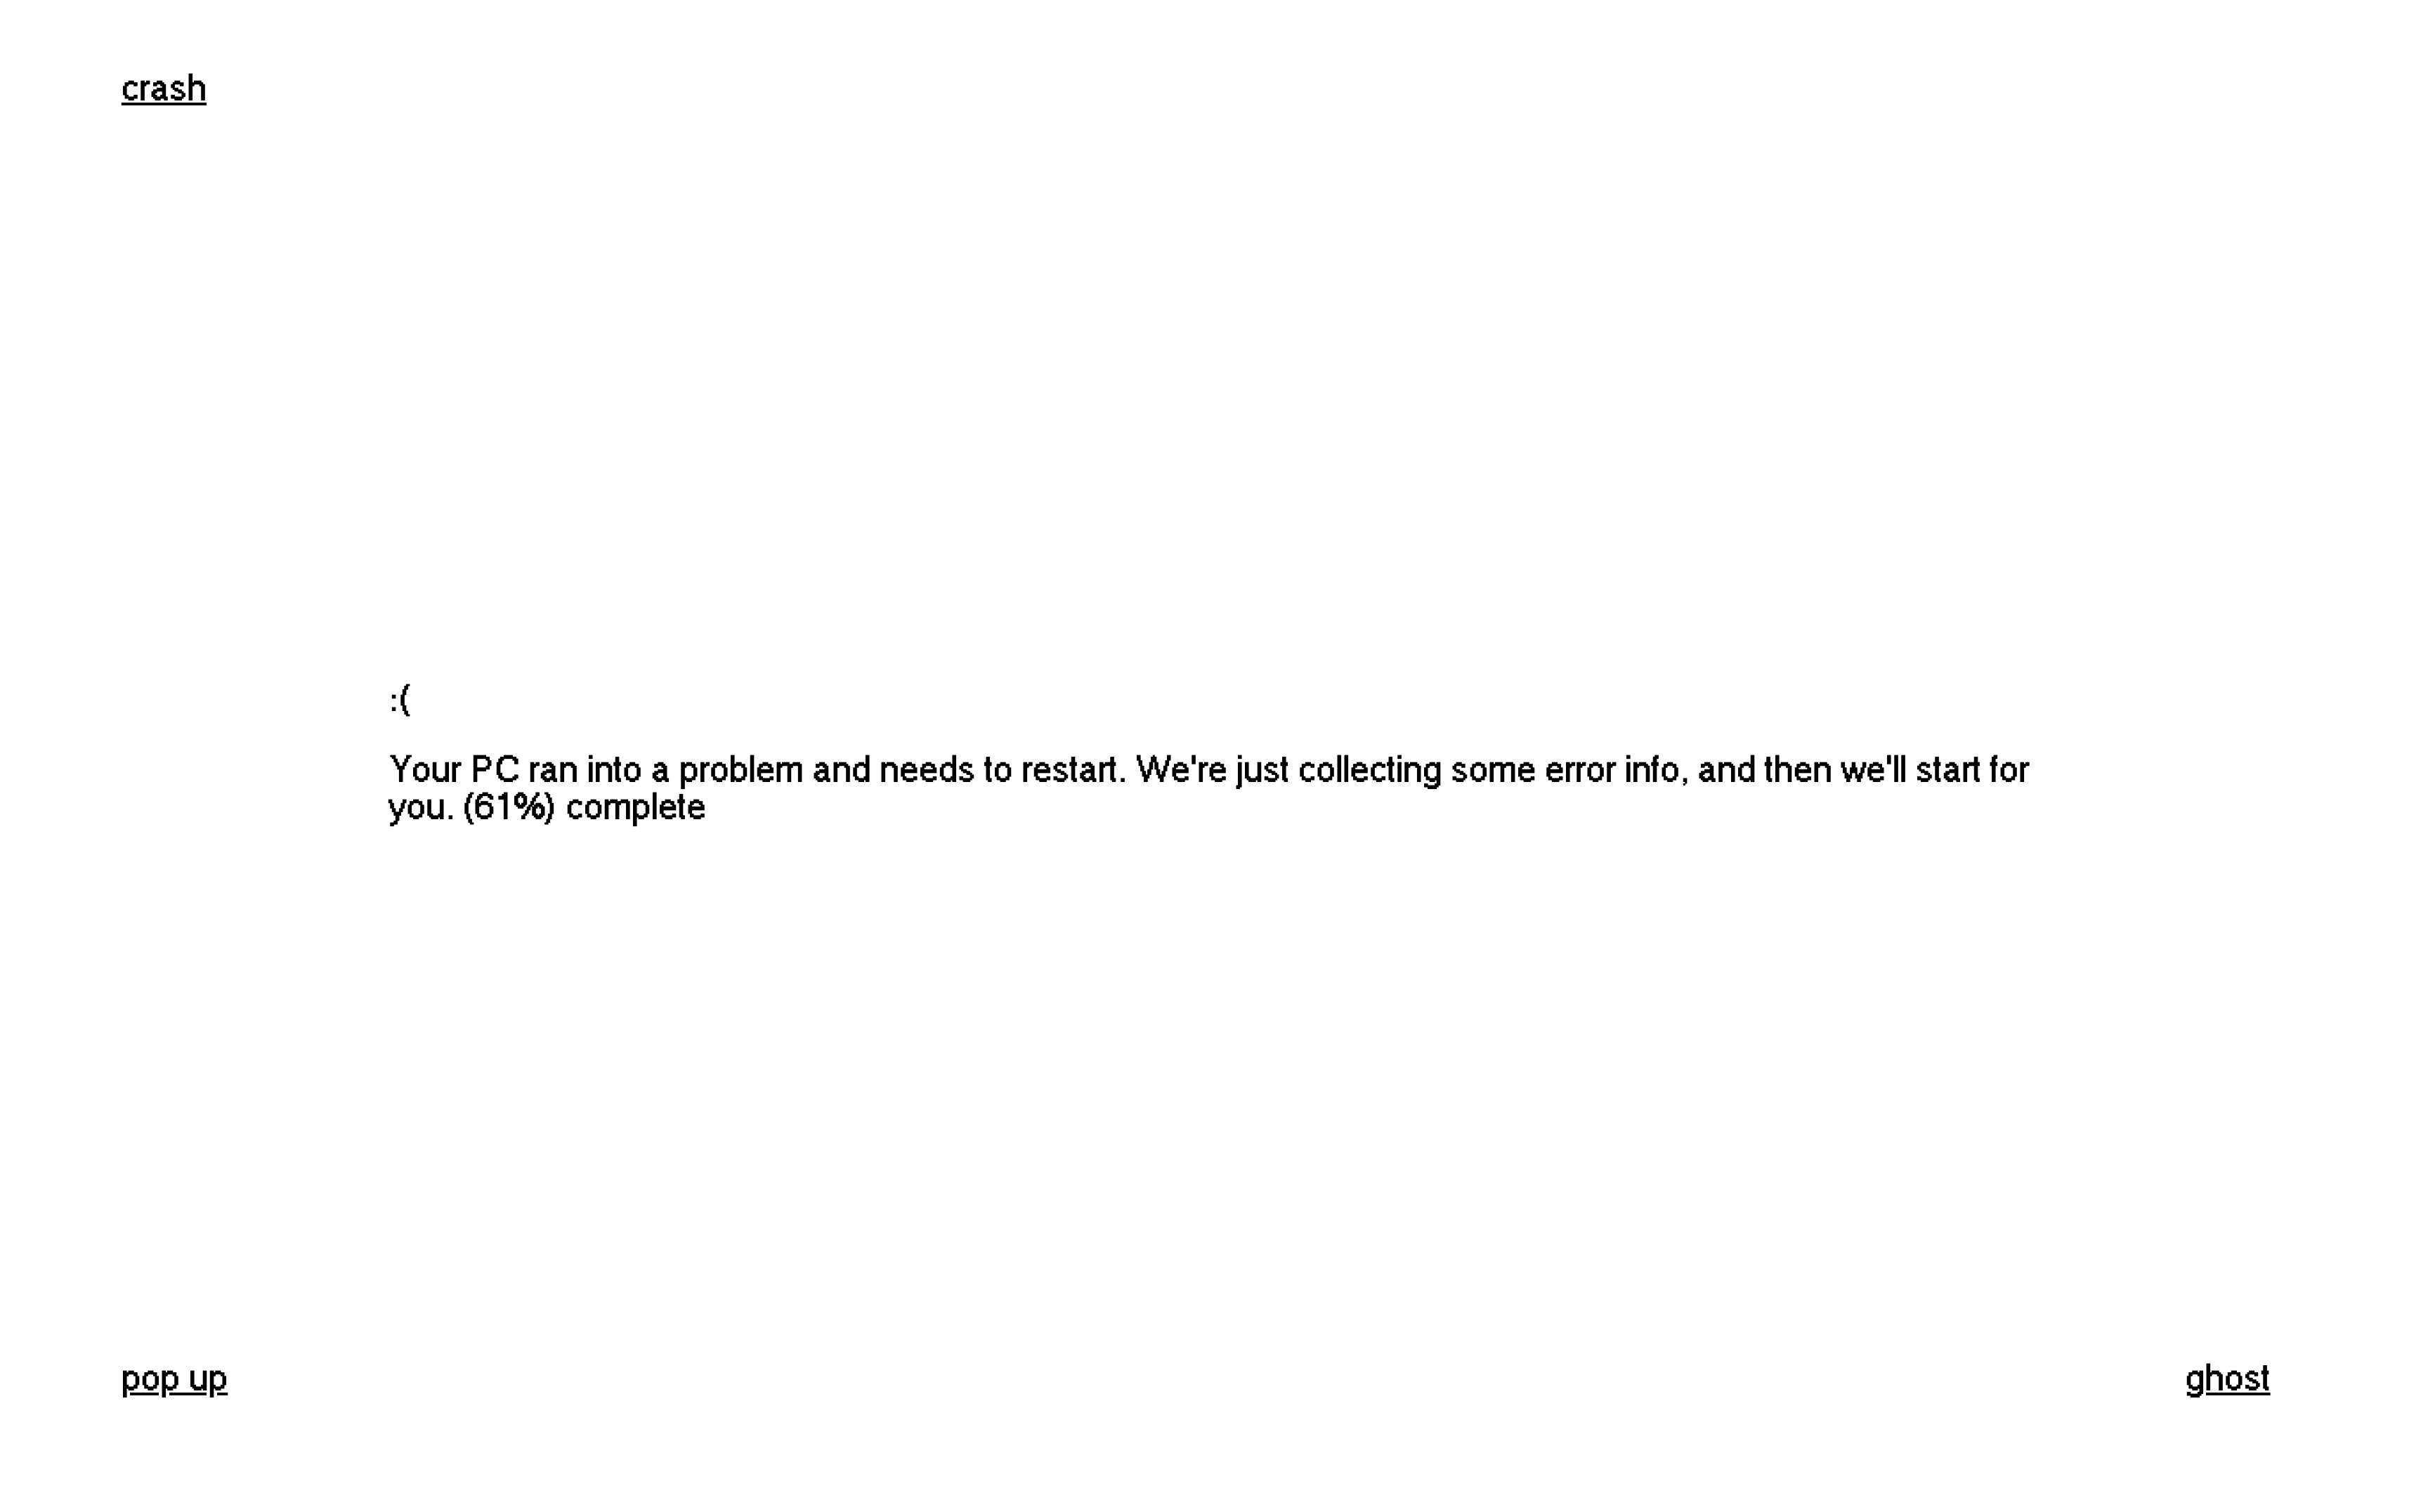 crash
:(
Your PC ran into a problem and needs to restart. We're just collecting some error info, and then we'll start for
you. (61%) complete
pop up
ghost